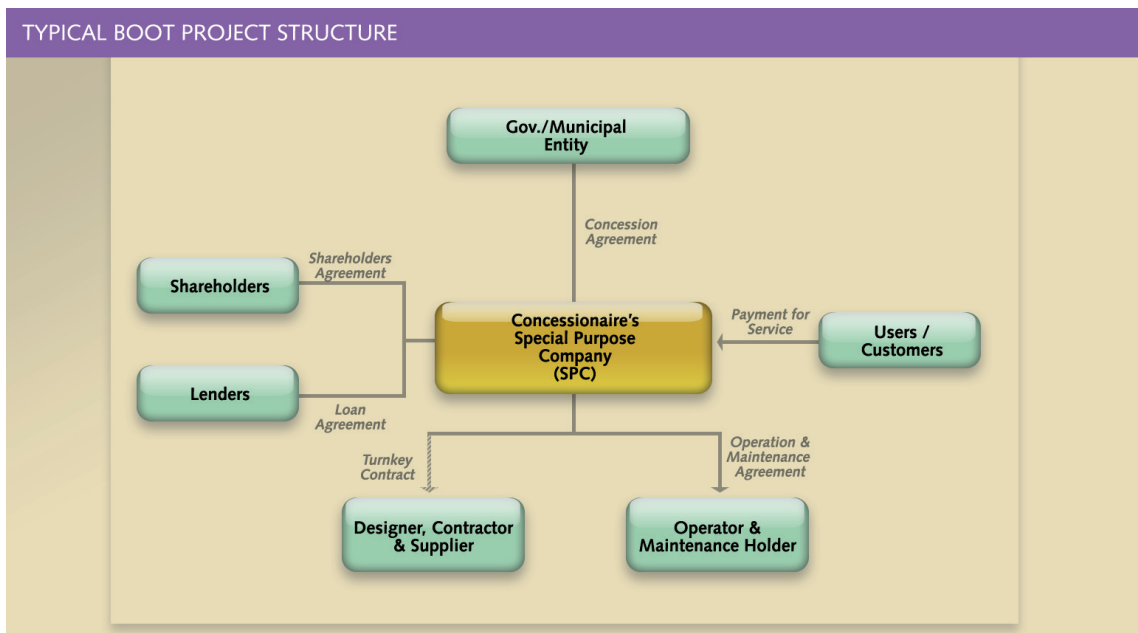 TYPICAL BOOT PROJECT STRUCTURE
Gov./Municipal
Entity
Concession
Agreement
Shareholders
Agreement
Shareholders
Concessionaire's
Special Purpose
Company
(SPC)
Payment for
Service
Users /
Customers
Lenders
Loan
Agreement
Turnkey
Contract
Operation &
Maintenance
Agreement
Designer, Contractor
& Supplier
Operator &
Maintenance Holder